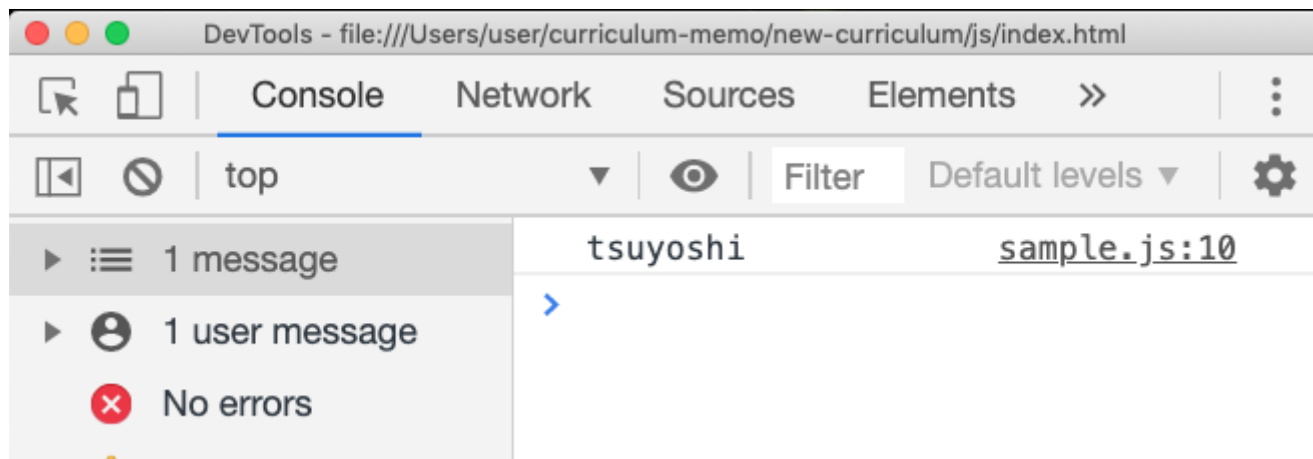 DevTools - file:///Users/user/curriculum-memo/new-curriculum/js/index.html
Console Network Sources Elements »
top Filter Default levels
1 message
1 user message
No errors
tsuyoshi sample.js:10
>